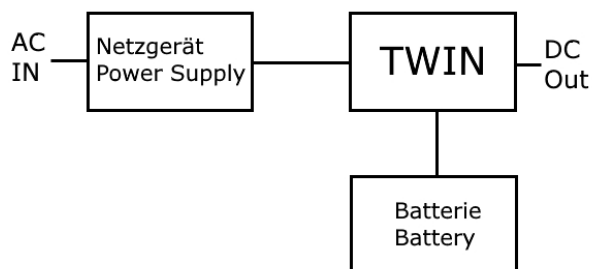 AC
IN
Netzgerät
Power Supply
TWIN
DC
Out
Batterie
Battery